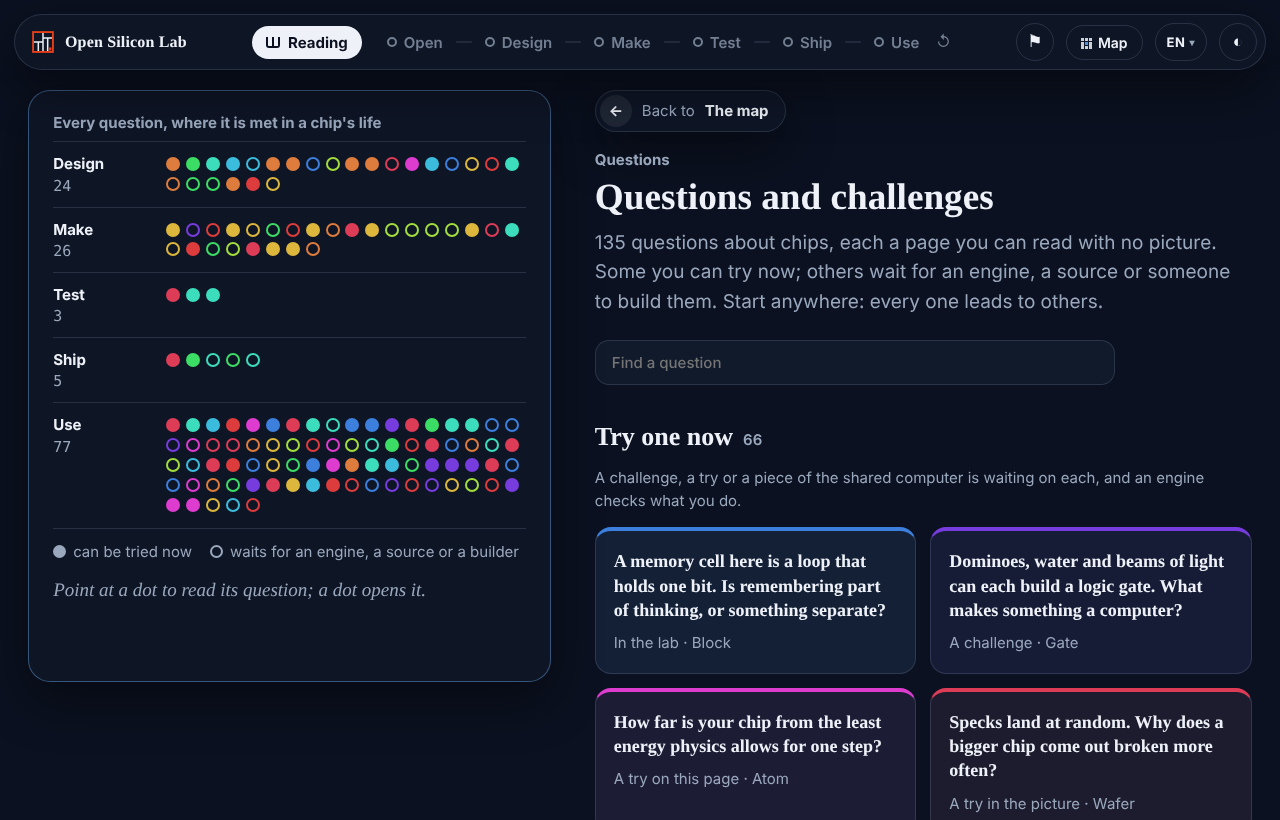 Open Silicon Lab
Reading
Open
Design
Make
Test
Ship
Use
Map
EN
Every question, where it is met in a chip's life
Design
24
Make
26
Test
3
Ship
5
Use
77
can be tried now
waits for an engine, a source or a builder
Point at a dot to read its question; a dot opens it.
Back to The map
Questions
Questions and challenges
135 questions about chips, each a page you can read with no picture.
Some you can try now; others wait for an engine, a source or someone
to build them. Start anywhere: every one leads to others.
Find a question
Try one now 66
A challenge, a try or a piece of the shared computer is waiting on each, and an engine
checks what you do.
A memory cell here is a loop that
holds one bit. Is remembering part
of thinking, or something separate?
In the lab · Block
Dominoes, water and beams of light
can each build a logic gate. What
makes something a computer?
A challenge · Gate
How far is your chip from the least
energy physics allows for one step?
A try on this page · Atom
Specks land at random. Why does a
bigger chip come out broken more
often?
A try in the picture · Wafer